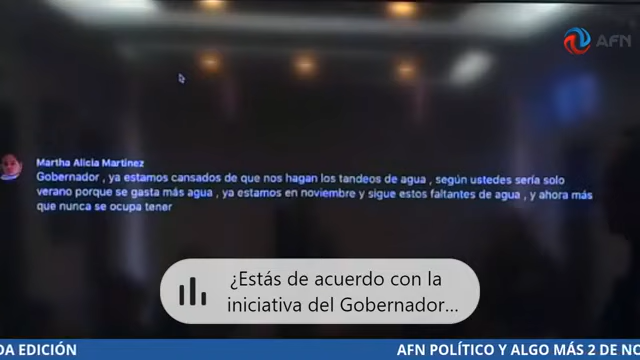 AFN
Martha Alicia Martínez
Gobernador , ya estamos cansados de que nos hagan los tandeos de agua , según ustedes sería solo
verano porque se gasta más agua , ya estamos en noviembre y sigue estos faltantes de agua , y ahora más
que nunca se ocupa tener
¿Estás de acuerdo con la
iniciativa del Gobernador...
DA EDICIÓN
AFN POLÍTICO Y ALGO MÁS 2 DE NO